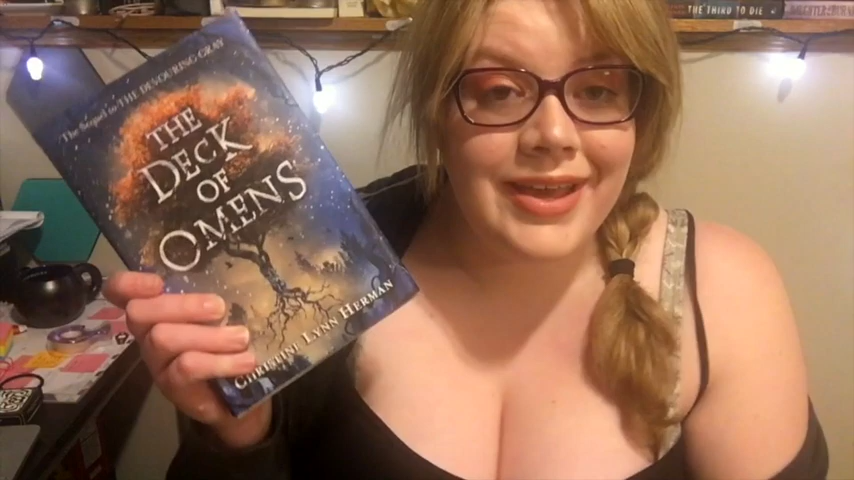 THE THIRD TO DIE
The Sequel to THE DEVOURING GRAY
THE
DECK
OF
OMENS
CHRISTINE LYNN HERMAN